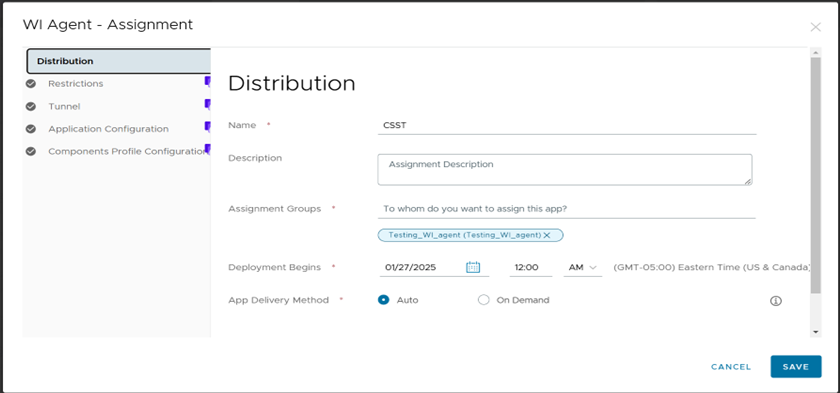 WI Agent - Assignment
Distribution
Restrictions
Tunnel
Application Configuration
Components Profile Configuration
Distribution
Name * CSST
Description Assignment Description
Assignment Groups * To whom do you want to assign this app?
Testing_WI_agent (Testing_WI_agent) X
Deployment Begins * 01/27/2025 12:00 AM (GMT-05:00) Eastern Time (US & Canada)
App Delivery Method * Auto On Demand
CANCEL SAVE